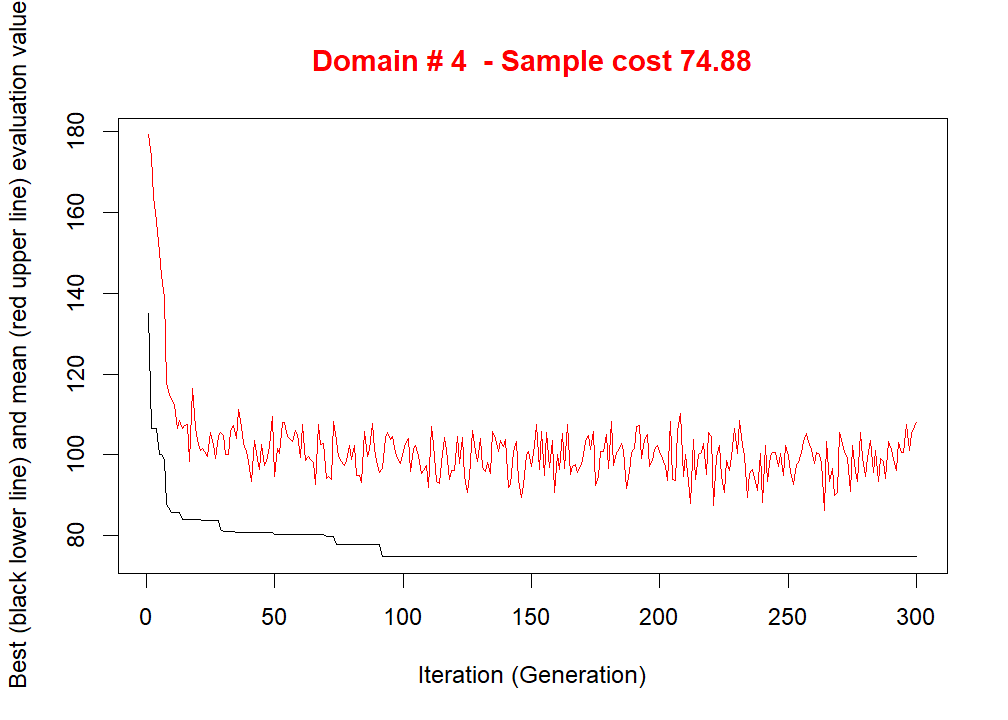 Domain # 4 - Sample cost 74.88
Best (black lower line) and mean (red upper line) evaluation value
180
160
140
120
100
80
0 50 100 150 200 250 300
Iteration (Generation)